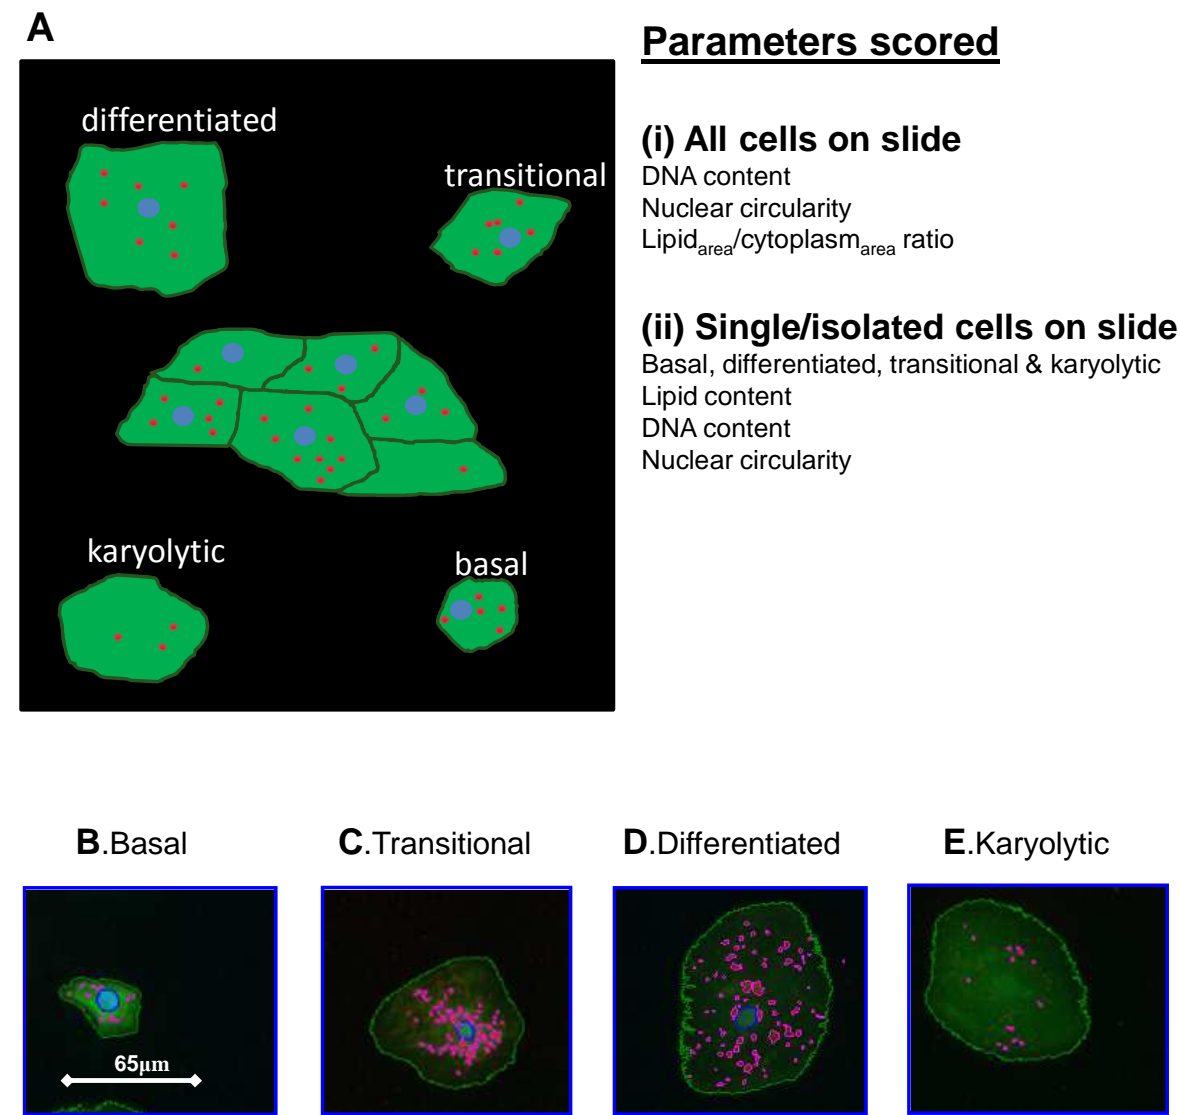 A
Parameters scored
differentiated
transitional
(i) All cells on slide
DNA content
Nuclear circularity
Lipidarea/cytoplasmarea ratio
(ii) Single/isolated cells on slide
Basal, differentiated, transitional & karyolytic
Lipid content
DNA content
Nuclear circularity
karyolytic
basal
B.Basal
C.Transitional
D.Differentiated
E.Karyolytic
65µm